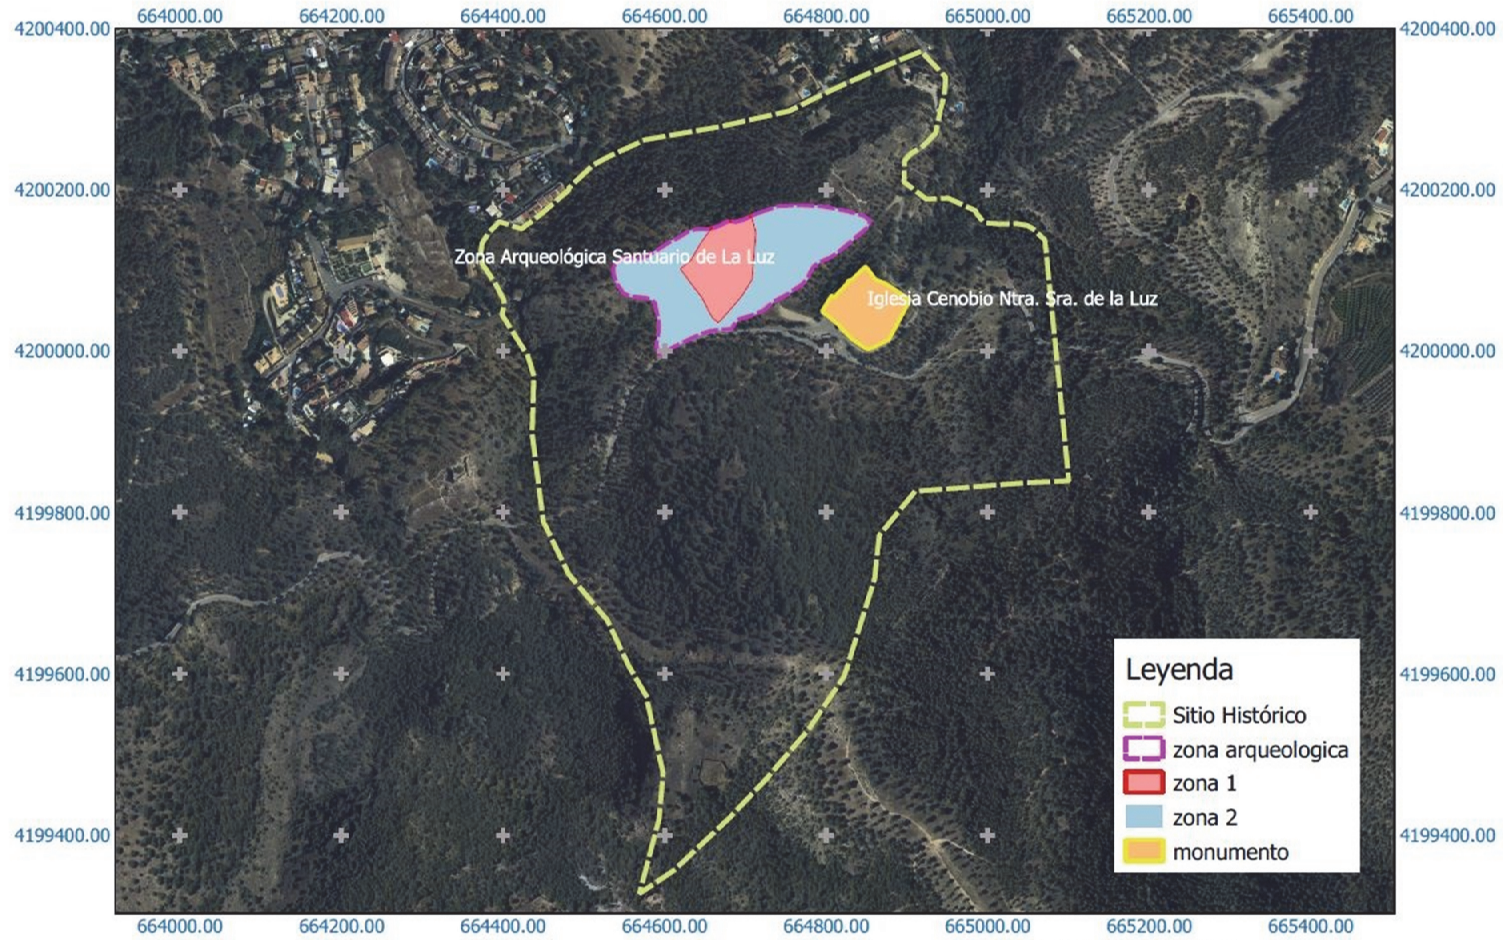 664000.00 664200.00 664400.00 664600.00 664800.00 665000.00 665200.00 665400.00
4200400.00 4200400.00
4200200.00 4200200.00
Zona Arqueológica Santuario de La Luz
Iglesia Cenobio Ntra. Sra. de la Luz
4200000.00 4200000.00
4199800.00 4199800.00
4199600.00 4199600.00
Leyenda
Sitio Histórico
zona arqueologica
zona 1
zona 2
monumento
4199400.00 4199400.00
664000.00 664200.00 664400.00 664600.00 664800.00 665000.00 665200.00 665400.00